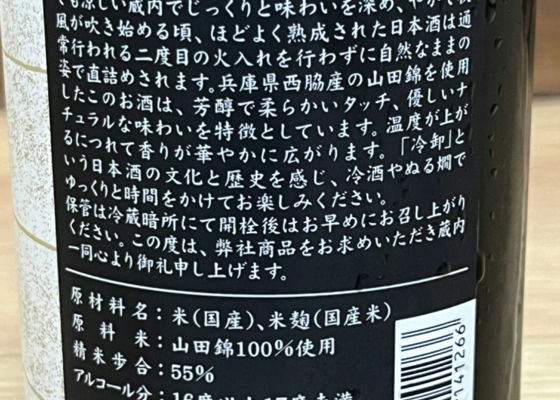 でも涼しい蔵内でじっくりと味わいを深め、やがて秋
風が吹き始める頃、ほどよく熟成された日本酒は通
常行われる二度目の火入れを行わずに自然なままの
姿で直詰めされます。兵庫県西脇産の山田錦を使用
したこのお酒は、芳醇で柔らかいタッチ、優しいナ
チュラルな味わいを特徴としています。温度が上が
るにつれて香りが華やかに広がります。「冷卸」と
いう日本酒の文化と歴史を感じ、冷酒やぬる燗で
ゆっくりと時間をかけてお楽しみください。
保管は冷蔵暗所にて開栓後はお早めにお召し上がり
ください。この度は、弊社商品をお求めいただき蔵内
一同心より御礼申し上げます。
原材料名：米(国産)、米麹(国産米)
原料米：山田錦100%使用
精米歩合：55%
アルコール分：16度以上17度未満
141266